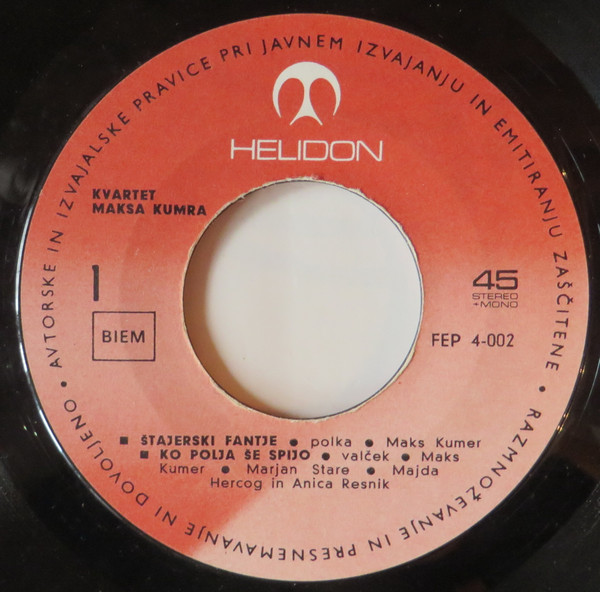 AVTORSKE IN IZVAJALSKE PRAVICE PRI JAVNEM IZVAJANJU IN EMITIRANJU ZAŠČITENE • RAZMNOŽEVANJE IN PRESNEMAVANJE NI DOVOLJENO •
HELIDON
KVARTET
MAKSA KUMRA
1
BIEM
45
STEREO
+MONO
FEP 4-002
■ ŠTAJERSKI FANTJE ● polka ● Maks Kumer
■ KO POLJA ŠE SPIJO ● valček ● Maks
Kumer ● Marjan Stare ● Majda
Hercog in Anica Resnik